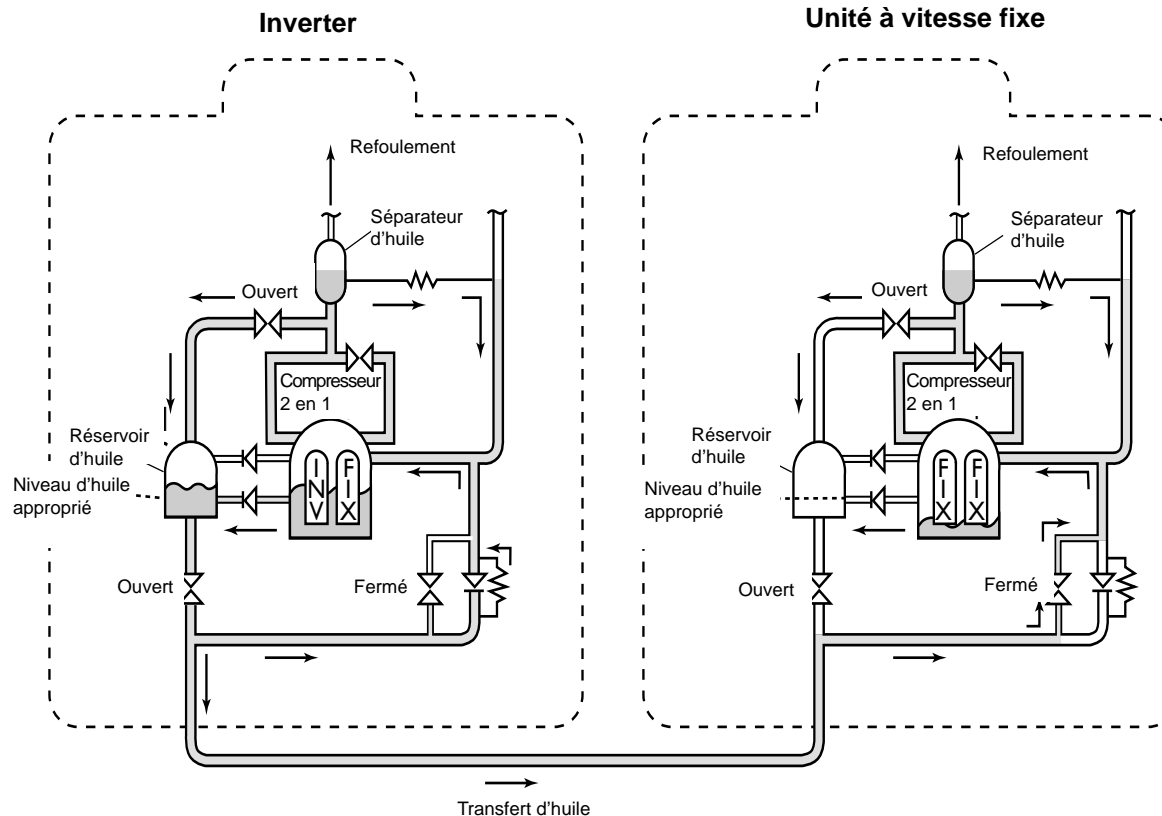 Inverter
Refoulement
Séparateur
d'huile
Ouvert
Compresseur
2 en 1
Réservoir
d'huile
Niveau d'huile
approprié
INV
FIX
Ouvert
Fermé
Unité à vitesse fixe
Refoulement
Séparateur
d'huile
Ouvert
Compresseur
2 en 1
Réservoir
d'huile
Niveau d'huile
approprié
FIX
FIX
Ouvert
Fermé
Transfert d'huile